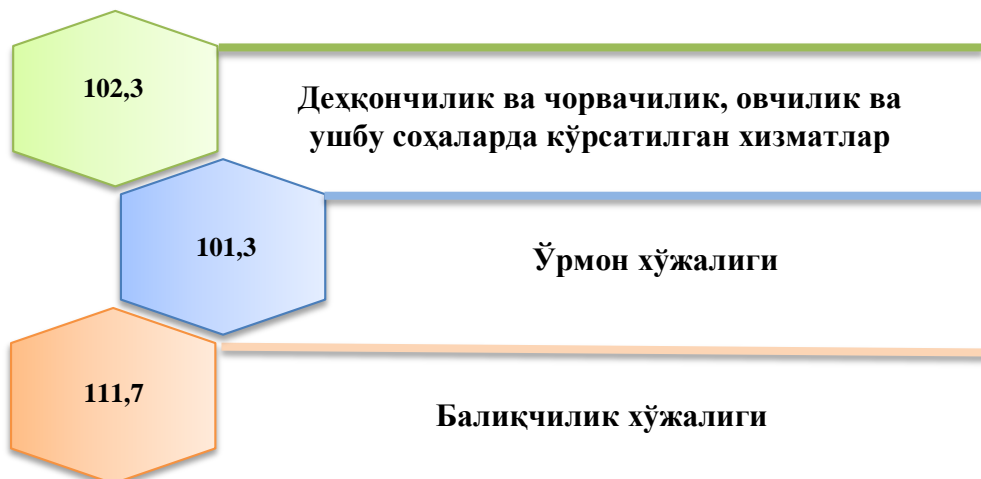 102,3
Деҳқончилик ва чорвачилик, овчилик ва
ушбу соҳаларда кўрсатилган хизматлар
101,3
Ўрмон хўжалиги
111,7
Балиқчилик хўжалиги